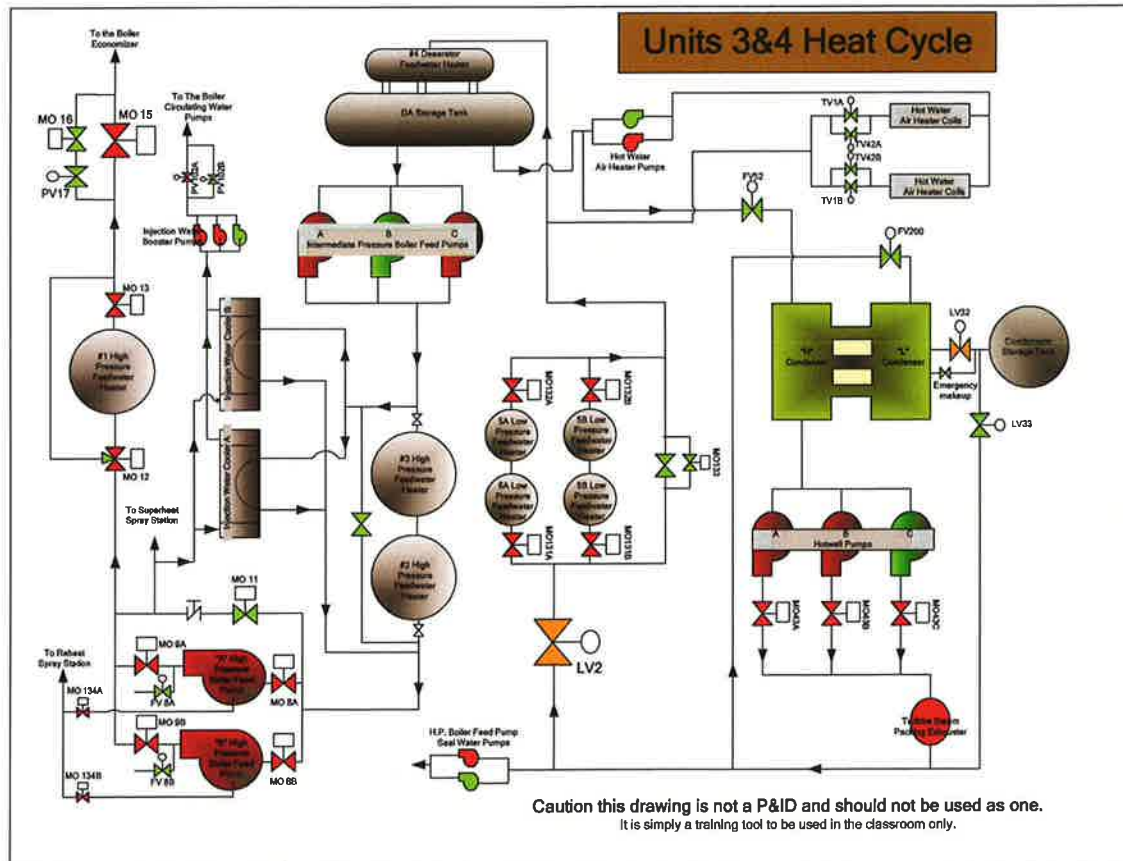 Units 3&4 Heat Cycle
To the Boiler
Economizer
MO 16
MO 15
PV17
To The Boiler
Circulating Water
Pumps
PV102A
PV102B
Injection Water
Booster Pumps
#4 Deaerator
Feedwater Heater
DA Storage Tank
A
B
C
Intermediate Pressure Boiler Feed Pumps
Hot Water
Air Heater Pumps
TV1A
TV42A
TV42B
TV1B
Hot Water
Air Heater Coils
Hot Water
Air Heater Coils
FV52
FV200
MO 13
#1 High
Pressure
Feedwater
Heater
MO 12
Injection Water Cooler B
Injection Water Cooler A
To Superheat
Spray Station
#3 High
Pressure
Feedwater
Heater
#2 High
Pressure
Feedwater
Heater
MO132A
MO132B
5A Low
Pressure
Feedwater
Heater
5B Low
Pressure
Feedwater
Heater
6A Low
Pressure
Feedwater
Heater
6B Low
Pressure
Feedwater
Heater
MO133
MO131A
MO131B
"H"
Condenser
"L"
Condenser
LV32
Emergency
makeup
Condensate
Storage Tank
LV33
A
B
C
Hotwell Pumps
MO43A
MO43B
MO43C
Turbine Steam
Packing Exhauster
LV2
MO 11
To Reheat
Spray Station
MO 9A
FV 8A
"A" High
Pressure
Boiler Feed
Pump
MO 8A
MO 134A
MO 9B
FV 8B
"B" High
Pressure
Boiler Feed
Pump
MO 8B
MO 134B
H.P. Boiler Feed Pump
Seal Water Pumps
Caution this drawing is not a P&ID and should not be used as one.
It is simply a training tool to be used in the classroom only.